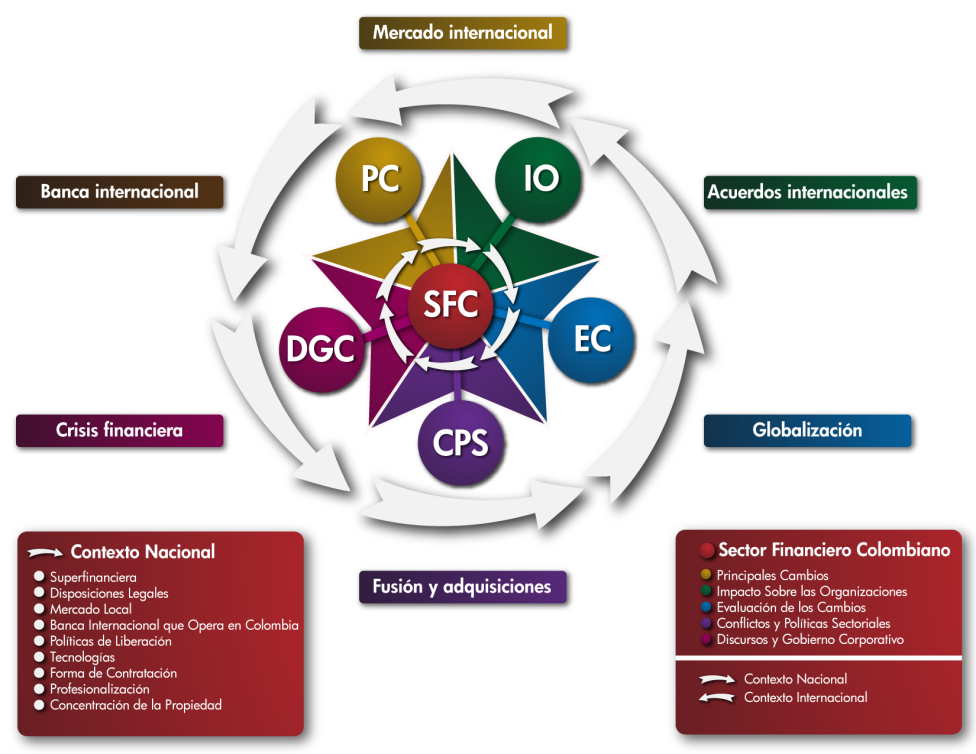 Mercado internacional
PC
IO
Banca internacional
Acuerdos internacionales
SFC
DGC
EC
CPS
Crisis financiera
Globalización
Fusión y adquisiciones
Contexto Nacional
Superfinanciera
Disposiciones Legales
Mercado Local
Banca Internacional que Opera en Colombia
Políticas de Liberación
Tecnologías
Forma de Contratación
Profesionalización
Concentración de la Propiedad
Sector Financiero Colombiano
Principales Cambios
Impacto Sobre las Organizaciones
Evaluación de los Cambios
Conflictos y Políticas Sectoriales
Discursos y Gobierno Corporativo
Contexto Nacional
Contexto Internacional